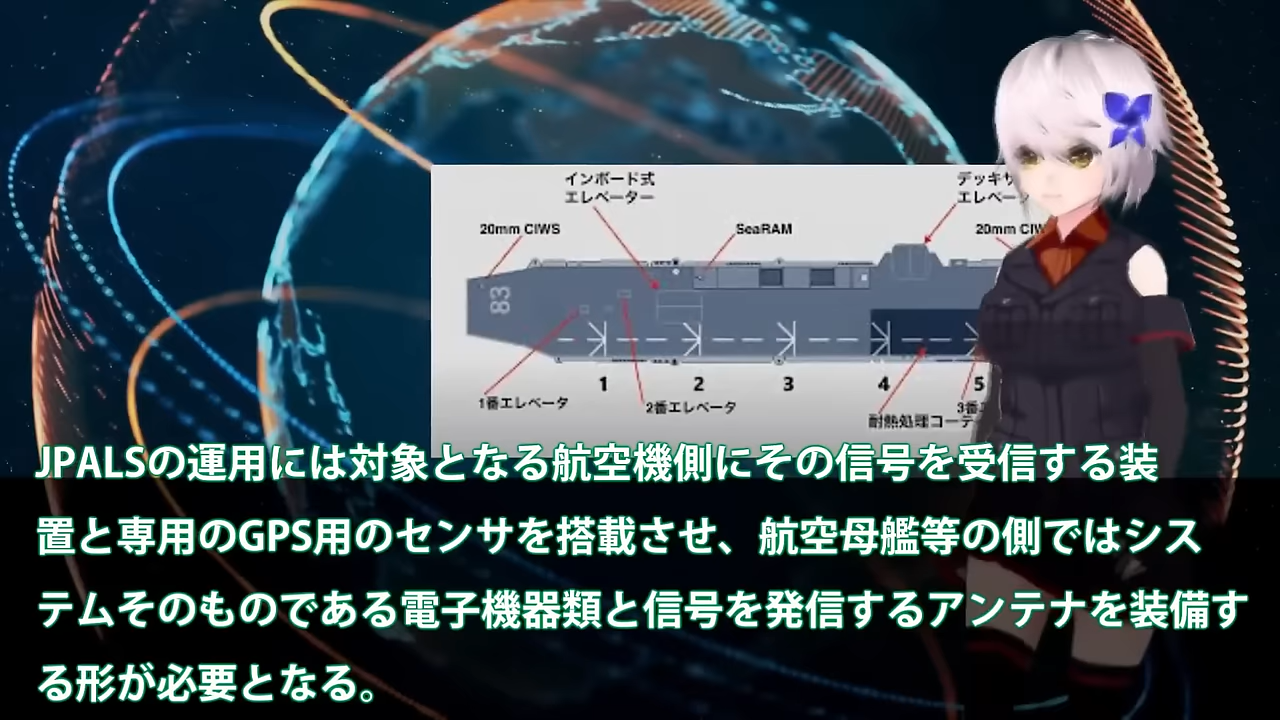 インボード式
エレベーター
デッキサ
エレベー
20mm CIWS
SeaRAM
20mm CIW
83
1 2 3 4 5
1番エレベータ
2番エレベータ
耐熱処理コーテ
3番
JPALSの運用には対象となる航空機側にその信号を受信する装
置と専用のGPS用のセンサを搭載させ、航空母艦等の側ではシス
テムそのものである電子機器類と信号を発信するアンテナを装備す
る形が必要となる。